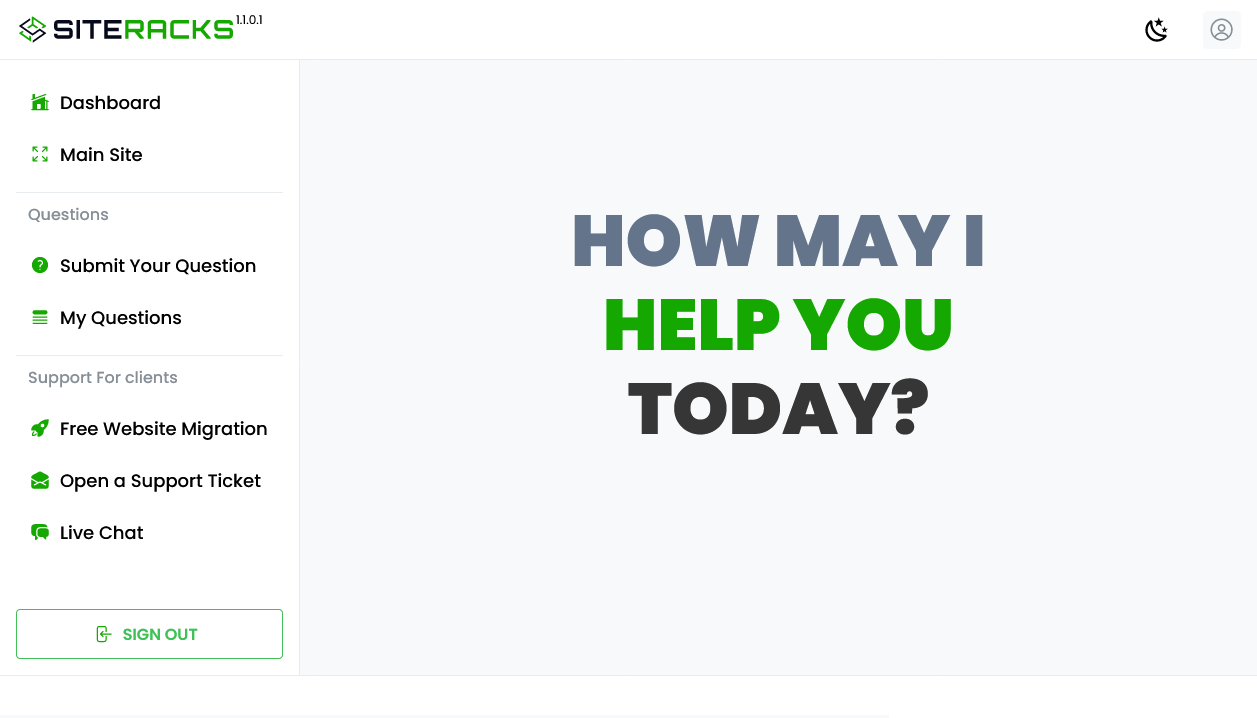 SITERACKS 1.1.0.1
Dashboard
Main Site
Questions
Submit Your Question
My Questions
Support For clients
Free Website Migration
Open a Support Ticket
Live Chat
SIGN OUT
HOW MAY I
HELP YOU
TODAY?